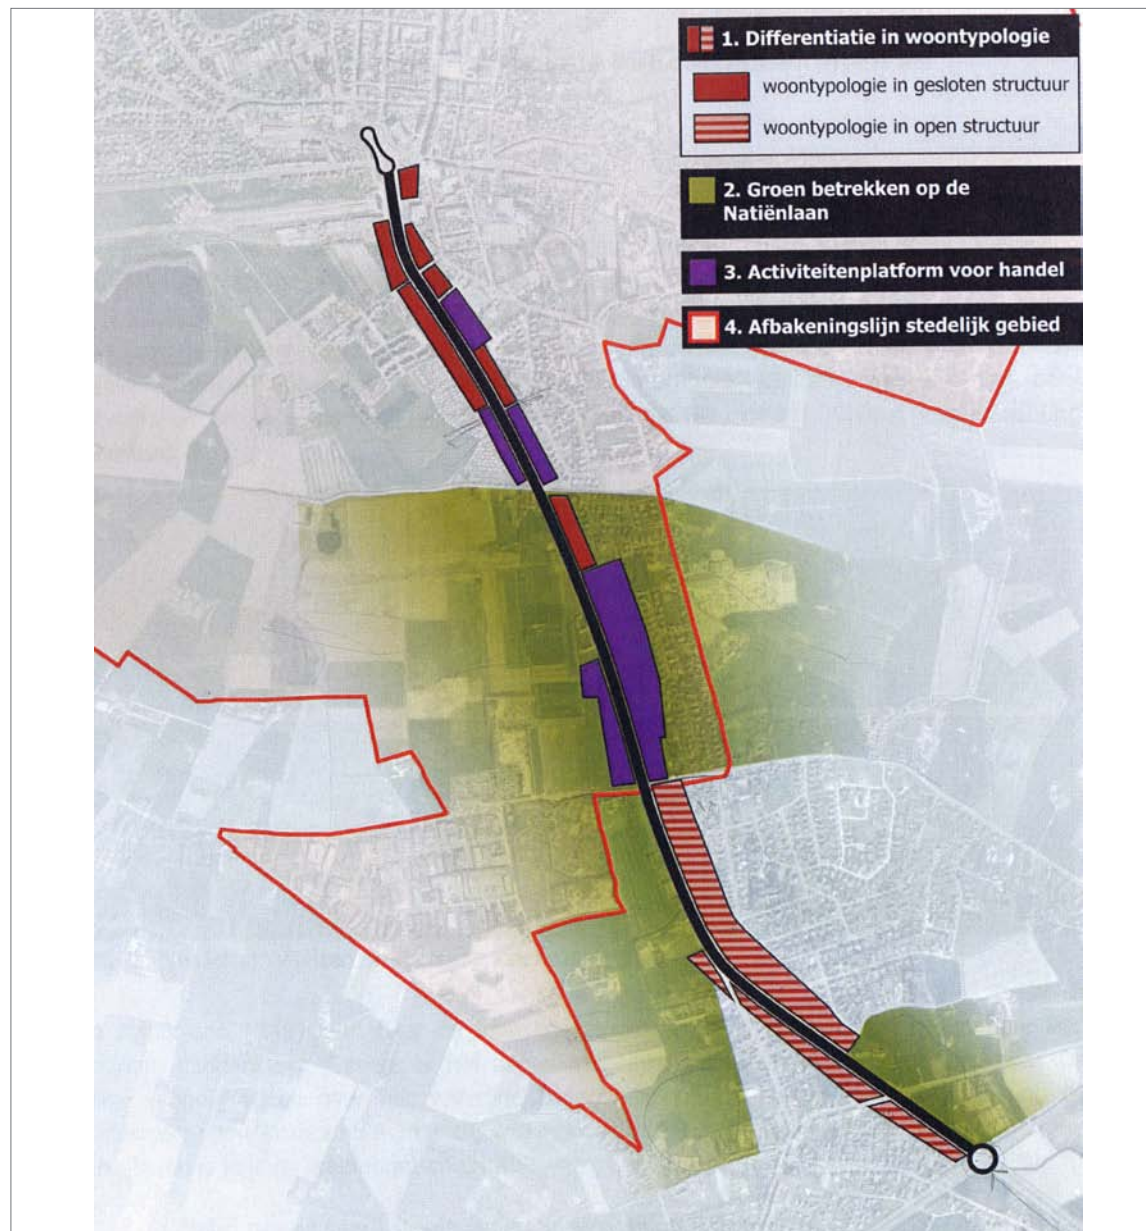 1. Differentiatie in woontypologie
woontypologie in gesloten structuur
woontypologie in open structuur
2. Groen betrekken op de
Natiënlaan
3. Activiteitenplatform voor handel
4. Afbakeningslijn stedelijk gebied